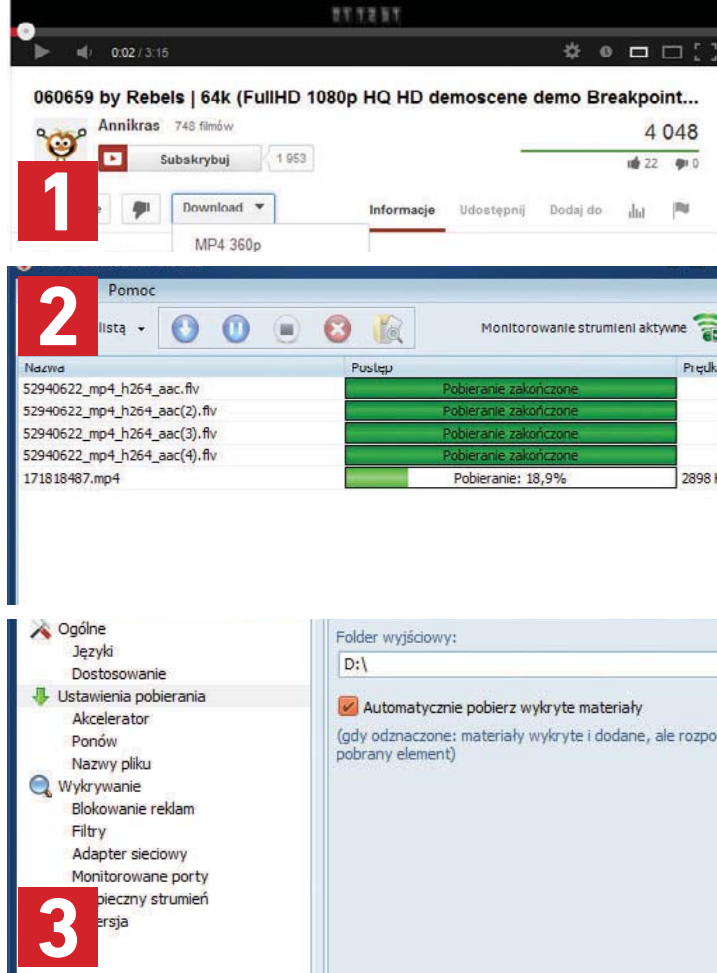 0:02 / 3:15
060659 by Rebels | 64k (FullHD 1080p HQ HD demoscene demo Breakpoint...
Annikras 748 filmów
4 048
Subskrybuj 1 953
22 0
1
Download
Informacje Udostępnij Dodaj do
MP4 360p
2
Pomoc
listą
Monitorowanie strumieni aktywne
Nazwa Postęp Prędk
52940622_mp4_h264_aac.flv Pobieranie zakończone
52940622_mp4_h264_aac(2).flv Pobieranie zakończone
52940622_mp4_h264_aac(3).flv Pobieranie zakończone
52940622_mp4_h264_aac(4).flv Pobieranie zakończone
171818487.mp4 Pobieranie: 18,9% 2898
Ogólne
Języki
Dostosowanie
Ustawienia pobierania
Akcelerator
Ponów
Nazwy pliku
Wykrywanie
Blokowanie reklam
Filtry
Adapter sieciowy
Monitorowane porty
pieczny strumień
ersja
3
Folder wyjściowy:
D:\
Automatycznie pobierz wykryte materiały
(gdy odznaczone: materiały wykryte i dodane, ale rozpo
pobrany element)